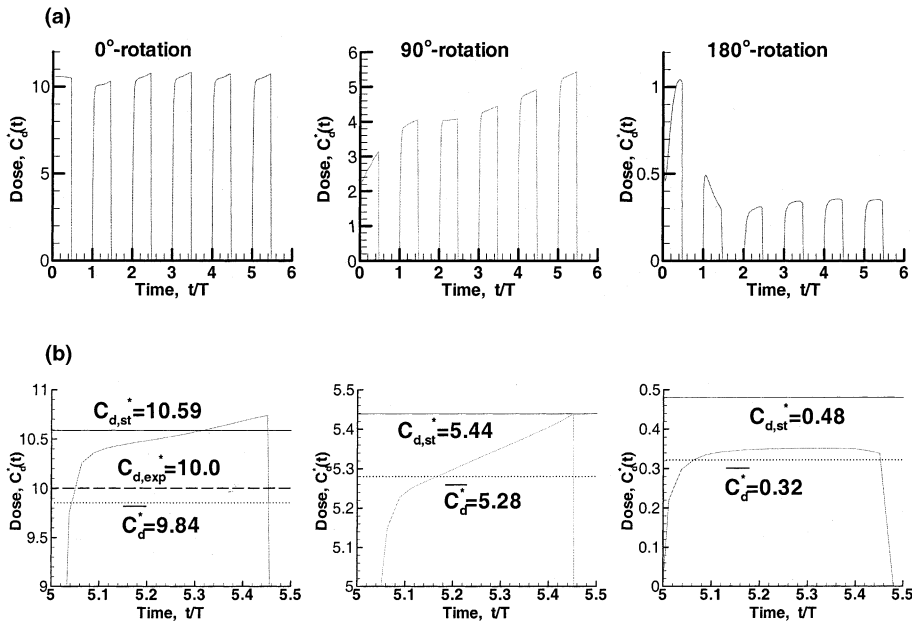 (a)
0°-rotation
Dose, C*d(t)
10
5
0
0 1 2 3 4 5 6
Time, t/T
90°-rotation
Dose, C*d(t)
6
5
4
3
2
1
0
0 1 2 3 4 5 6
Time, t/T
180°-rotation
Dose, C*d(t)
1
0.5
0
0 1 2 3 4 5 6
Time, t/T
(b)
Dose, C*d(t)
11
10.5
10
9.5
9
C*d,st=10.59
C*d,exp=10.0
C*d=9.84
5 5.1 5.2 5.3 5.4 5.5
Time, t/T
Dose, C*d(t)
5.5
5.4
5.3
5.2
5.1
5
C*d,st=5.44
C*d=5.28
5 5.1 5.2 5.3 5.4 5.5
Time, t/T
Dose, C*d(t)
0.5
0.4
0.3
0.2
0.1
0
C*d,st=0.48
C*d=0.32
5 5.1 5.2 5.3 5.4 5.5
Time, t/T